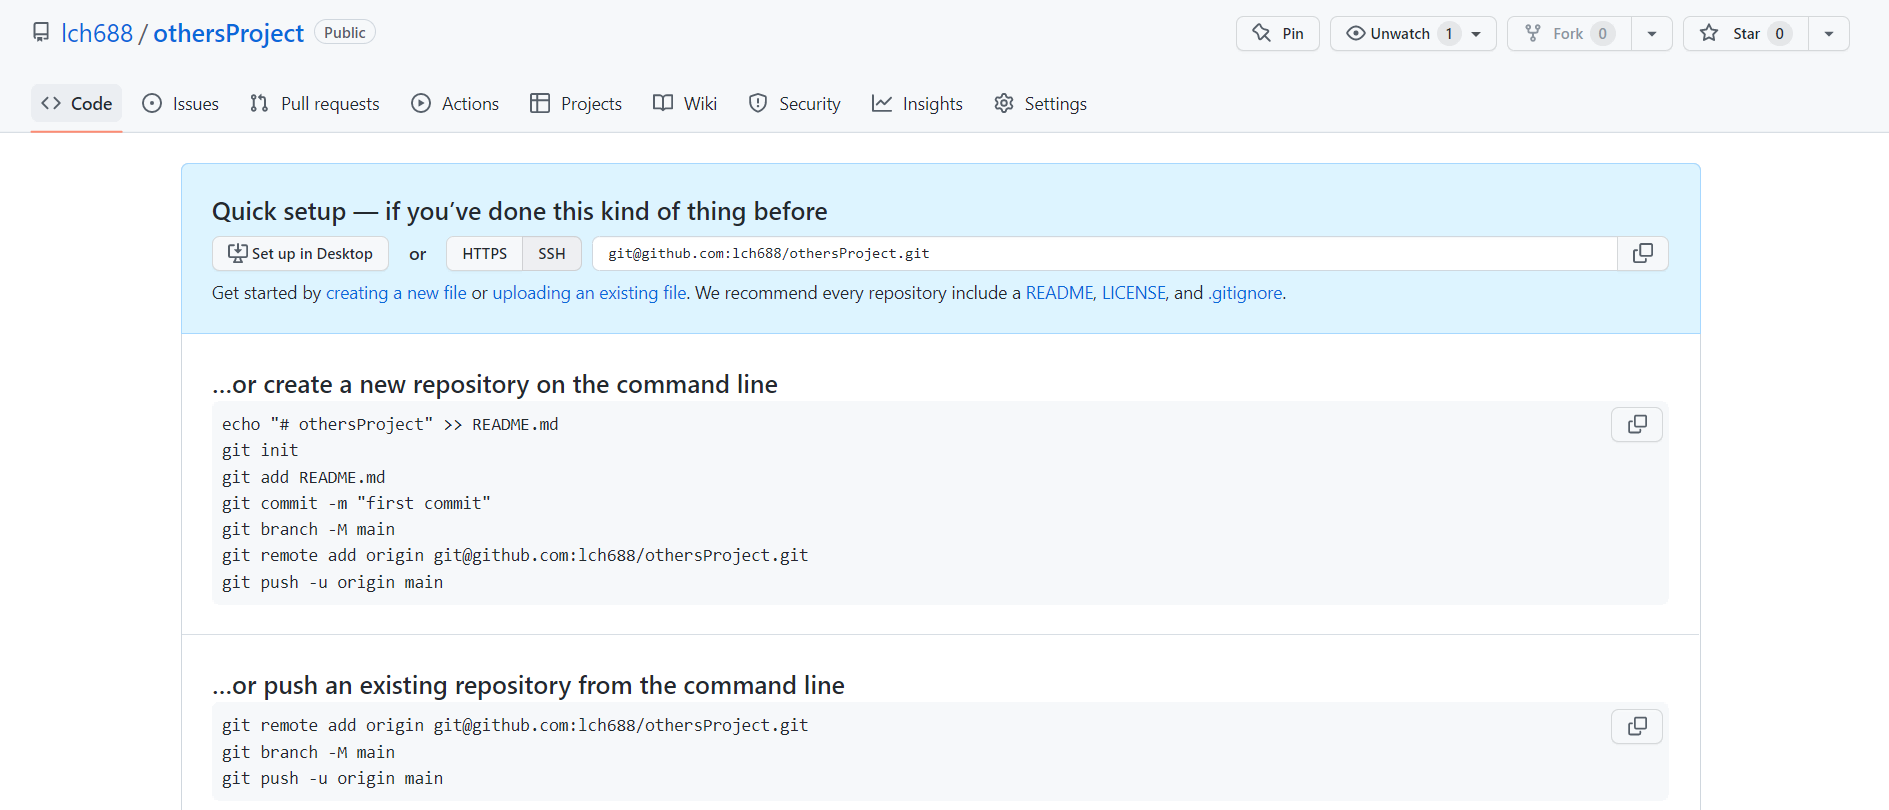 lch688 / othersProject Public Pin Unwatch 1 Fork 0 Star 0
Code Issues Pull requests Actions Projects Wiki Security Insights Settings
Quick setup — if you’ve done this kind of thing before
Set up in Desktop or HTTPS SSH git@github.com:lch688/othersProject.git
Get started by creating a new file or uploading an existing file. We recommend every repository include a README, LICENSE, and .gitignore.
…or create a new repository on the command line
echo "# othersProject" >> README.md
git init
git add README.md
git commit -m "first commit"
git branch -M main
git remote add origin git@github.com:lch688/othersProject.git
git push -u origin main
…or push an existing repository from the command line
git remote add origin git@github.com:lch688/othersProject.git
git branch -M main
git push -u origin main